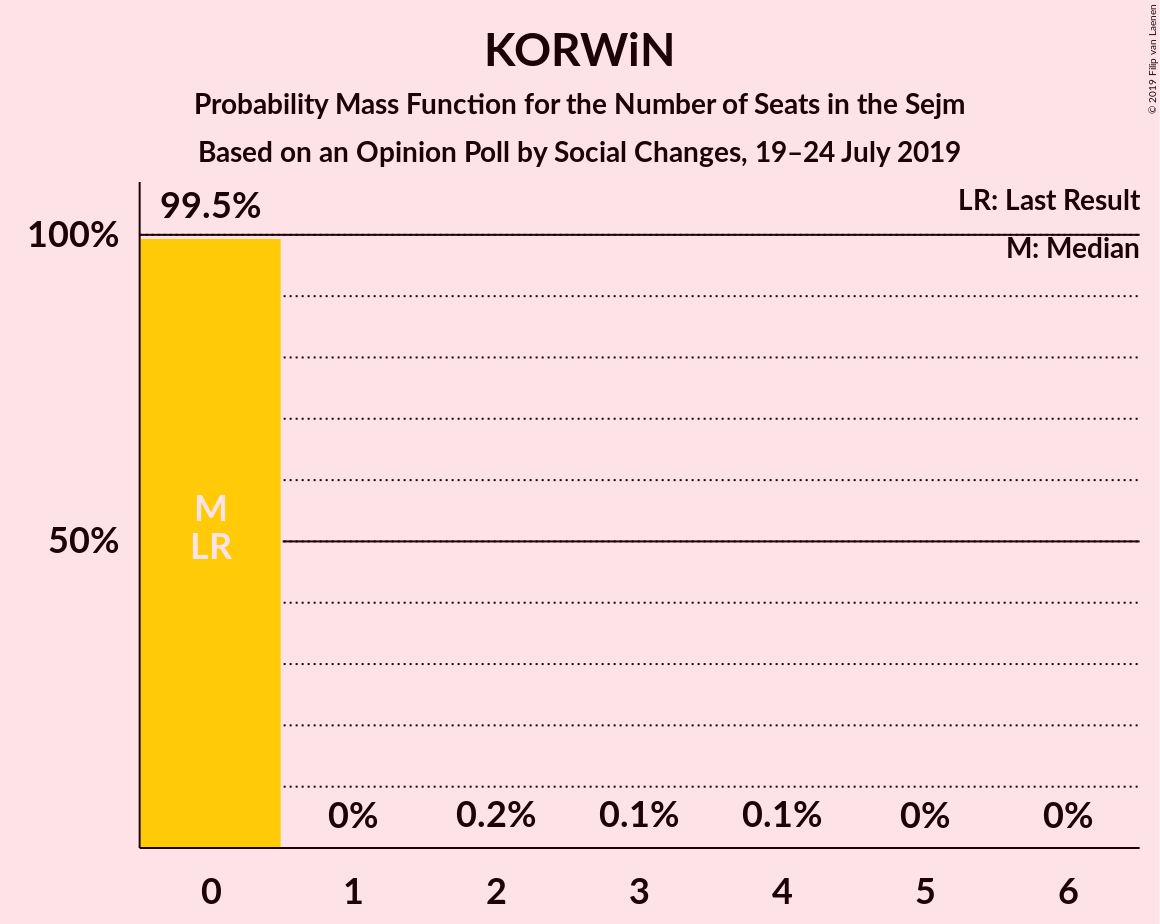 KORWiN
Probability Mass Function for the Number of Seats in the Sejm
Based on an Opinion Poll by Social Changes, 19–24 July 2019
© 2019 Filip van Laenen
LR: Last Result
M: Median
99.5%
100%
50%
M
LR
0%
0.2%
0.1%
0.1%
0%
0%
0
1
2
3
4
5
6